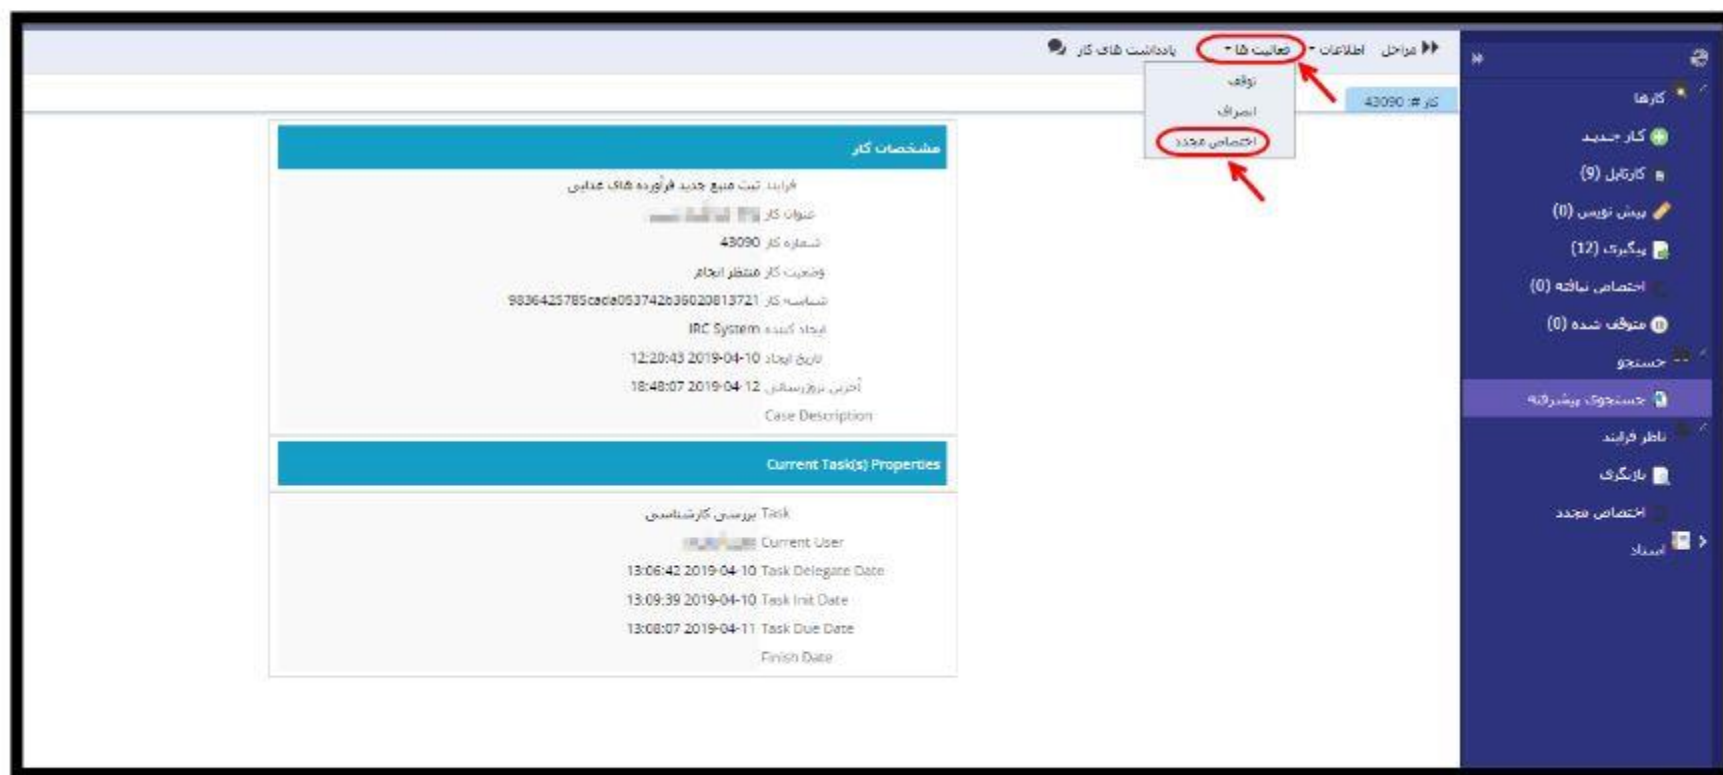 مراحل اطلاعات فعالیت ها یادداشت های کار
توقف
انصراف
اختصاص مجدد
کار #: 43090
مشخصات کار
فرایند ثبت منبع جدید فرآورده های غذایی
عنوان کار
شماره کار 43090
وضعیت کار منتظر انجام
شناسه کار 9836425785cada053742b36020813721
ایجاد کننده IRC System
تاریخ ایجاد 2019-04-10 12:20:43
آخرین بروزرسانی 2019-04-12 18:48:07
Case Description
Current Task(s) Properties
Task بررسی کارشناسی
Current User
Task Delegate Date 2019-04-10 13:06:42
Task Init Date 2019-04-10 13:09:39
Task Due Date 2019-04-11 13:08:07
Finish Date
کارها
کار جدید
کارتابل (9)
پیش نویس (0)
پیگیری (12)
اختصاص نیافته (0)
متوقف شده (0)
جستجو
جستجوی پیشرفته
ناظر فرایند
بازنگری
اختصاص مجدد
اسناد